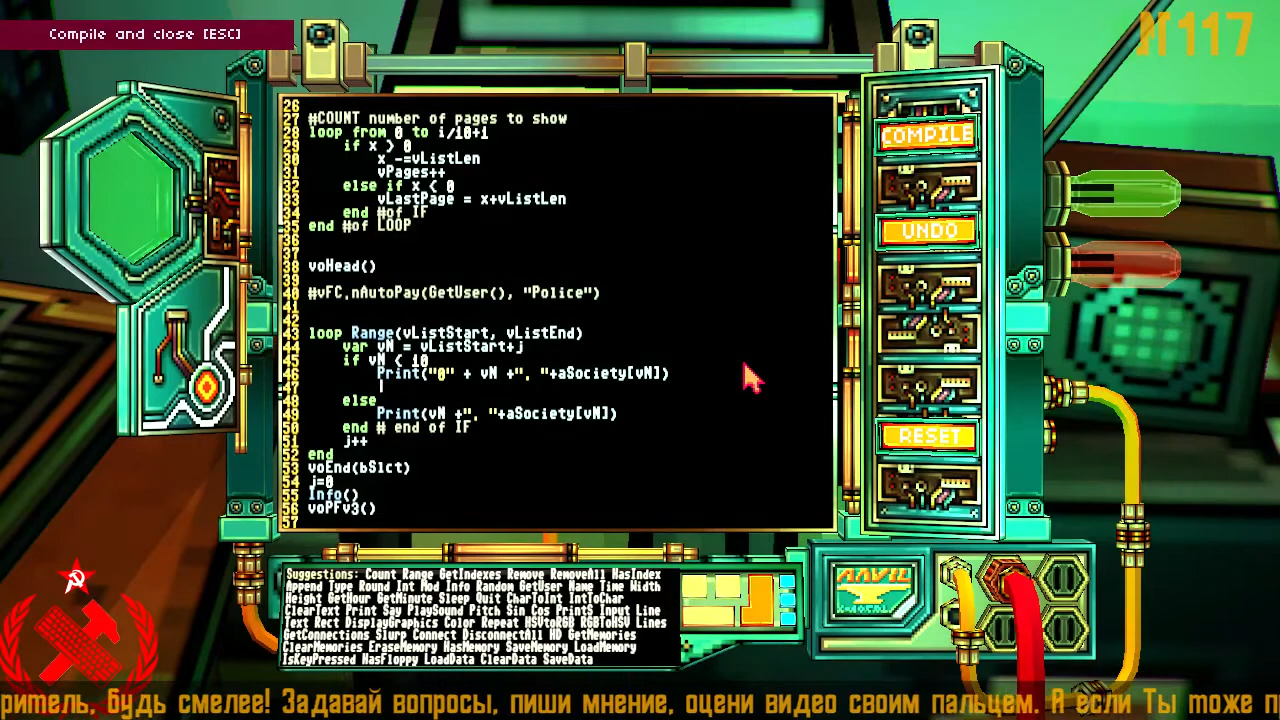 Compile and close [ESC]
N117
26
27 #COUNT number of pages to show
28 loop from 0 to i/10+1
29 if x > 0
30 x -=vListLen
31 vPages++
32 else if x < 0
33 vLastPage = x+vListLen
34 end #of IF
35 end #of LOOP
36
37
38 voHead()
39
40 #vFC.nAutoPay(GetUser(), "Police")
41
42
43 loop Range(vListStart, vListEnd)
44 var vN = vListStart+j
45 if vN < 10
46 Print("0" + vN +", "+aSociety[vN])
47
48 else
49 Print(vN +", "+aSociety[vN])
50 end # end of IF
51 j++
52 end
53 voEnd(bSlct)
54 j=0
55 Info()
56 voPFv3()
57
COMPILE
UNDO
RESET
Suggestions: Count Range GetIndexes Remove RemoveAll HasIndex
Append Type Round Int Mod Info Random GetUser Name Time Width
Height GetHour GetMinute Sleep Quit CharToInt IntToChar
ClearText Print Say PlaySound Pitch Sin Cos PrintS Input Line
Text Rect DisplayGraphics Color Repeat HSVtoRGB RGBToHSV Lines
GetConnections Slurp Connect DisconnectAll HD GetMemories
ClearMemories EraseMemory HasMemory SaveMemory LoadMemory
IsKeyPressed HasFloppy LoadData ClearData SaveData
ANVIL
ритель, будь смелее! Задавай вопросы, пиши мнение, оцени видео своим пальцем. А если Ты тоже п